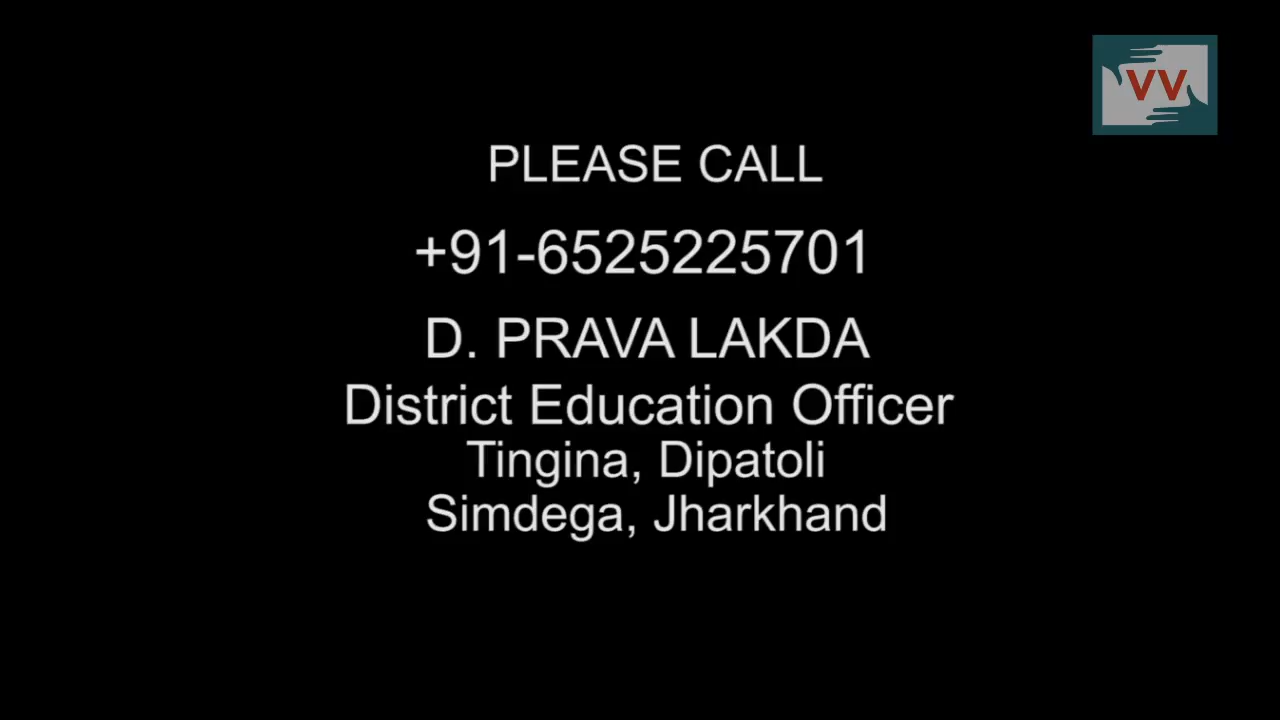 VV
PLEASE CALL
+91-6525225701
D. PRAVA LAKDA
District Education Officer
Tingina, Dipatoli
Simdega, Jharkhand